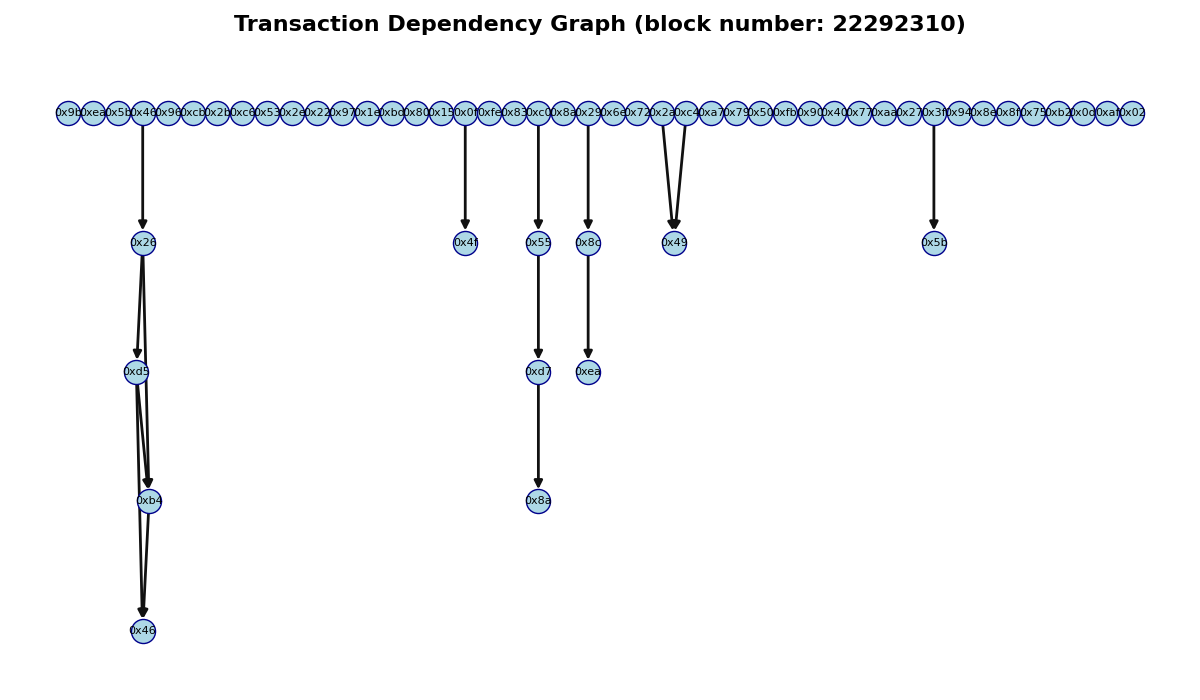 Transaction Dependency Graph (block number: 22292310)
0x9b 0xea 0x5b 0x46 0x96 0xcb 0x2b 0xc6 0x53 0x2e 0x22 0x97 0x1e 0xbd 0x80 0x15 0x0f 0xfe 0x83 0xc0 0x8a 0x29 0x6e 0x72 0x2a 0xc4 0xa7 0x79 0x50 0xfb 0x90 0x40 0x77 0xaa 0x27 0x3f 0x94 0x8e 0x8f 0x75 0xb2 0x0d 0xaf 0x02
0x26 0x4f 0x55 0x8c 0x49 0x5b
0xd5 0xd7 0xea
0xb4 0x8a
0x46